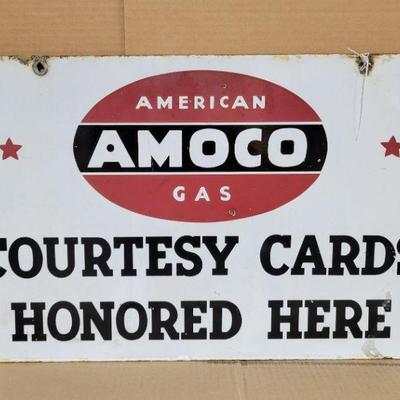 AMERICAN
AMOCO
GAS
COURTESY CARDS
HONORED HERE